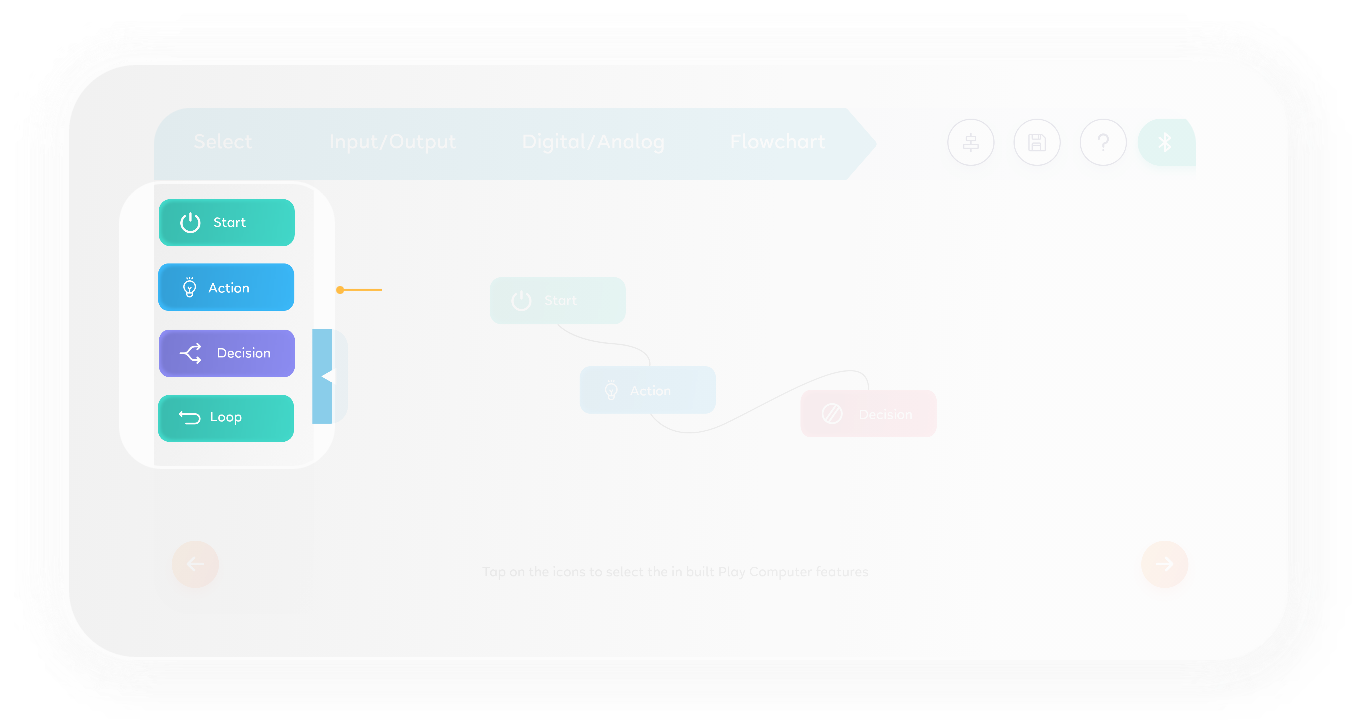 Select Input/Output Digital/Analog Flowchart ?
Start
Action
Decision
Loop
Start
Action
Decision
Tap on the icons to select the in built Play Computer features